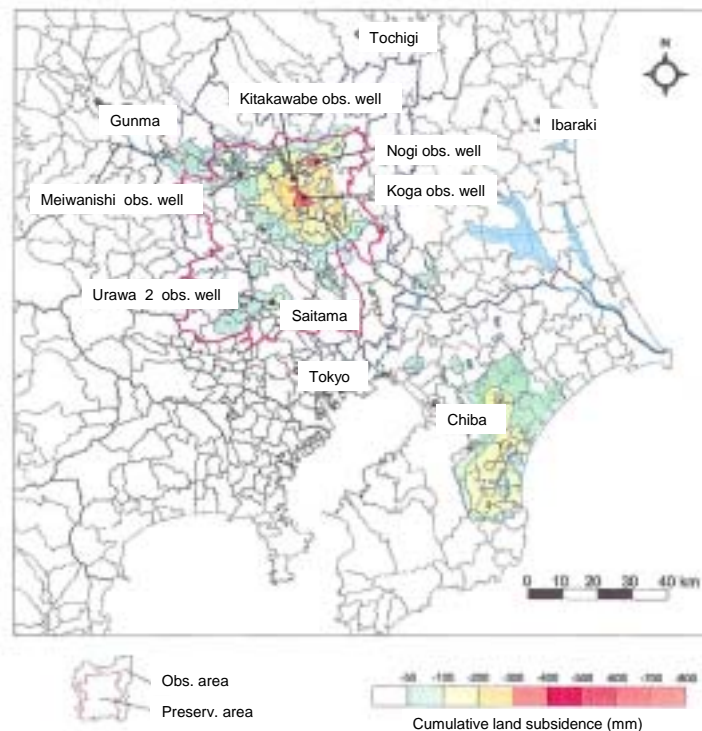 Tochigi
N
Kitakawabe obs. well
Gunma
Ibaraki
Nogi obs. well
Meiwanishi obs. well
Koga obs. well
Urawa 2 obs. well
Saitama
Tokyo
Chiba
0 10 20 30 40 km
Obs. area
Preserv. area
-50 -100 -200 -300 -400 -500 -600 -700 -800
Cumulative land subsidence (mm)